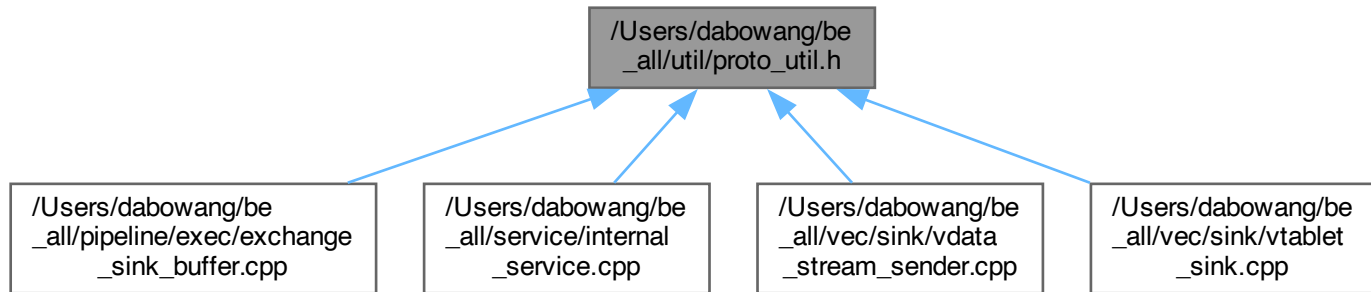 /Users/dabowang/be
_all/util/proto_util.h
/Users/dabowang/be
_all/pipeline/exec/exchange
_sink_buffer.cpp
/Users/dabowang/be
_all/service/internal
_service.cpp
/Users/dabowang/be
_all/vec/sink/vdata
_stream_sender.cpp
/Users/dabowang/be
_all/vec/sink/vtablet
_sink.cpp